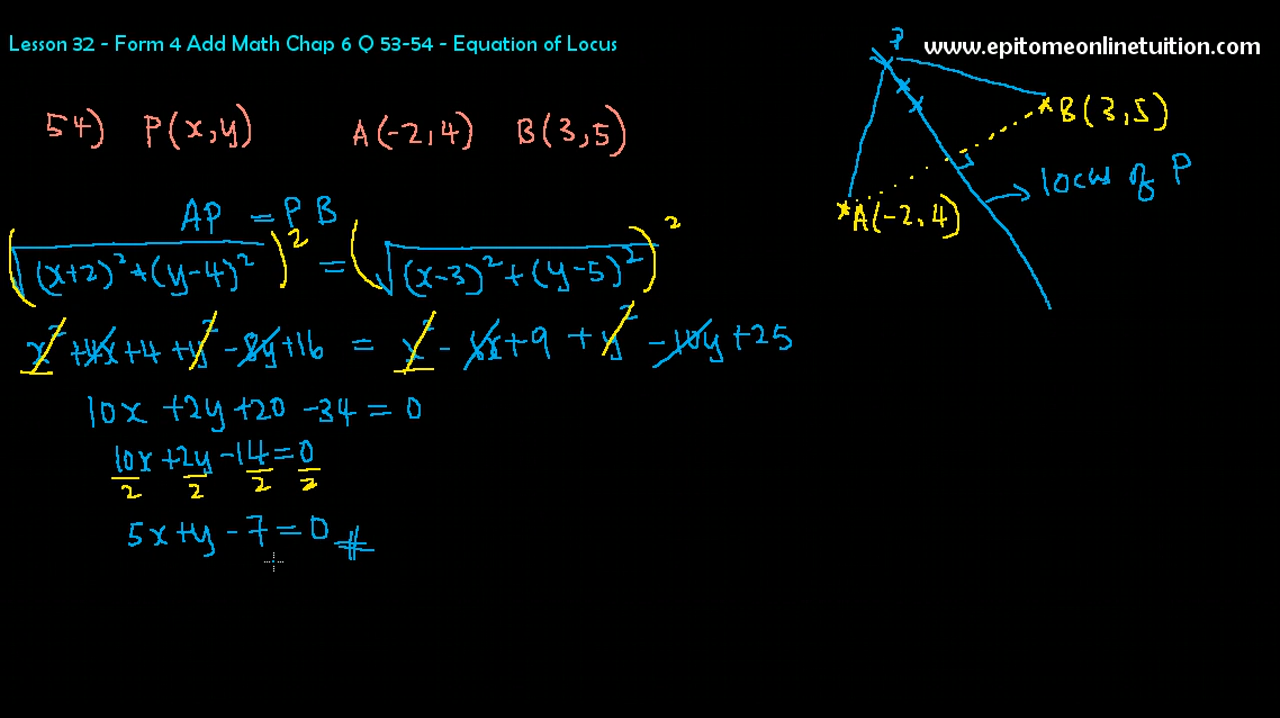 Lesson 32 - Form 4 Add Math Chap 6 Q 53-54 - Equation of Locus
www.epitomeonlinetuition.com
54) P(x,y) A(-2,4) B(3,5)
P
B(3,5)
A(-2,4)
locus of P
AP = PB
(√(x+2)²+(y-4)²)² = (√(x-3)²+(y-5)²)²
x²+4x+4+y²-8y+16 = x²-6x+9+y²-10y+25
10x+2y+20-34=0
10x/2+2y/2-14/2=0/2
5x+y-7=0#